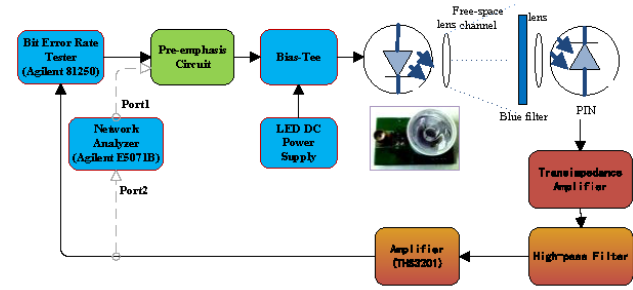 Bit Error Rate
Tester
(Agilent 81250)
Pre-emphasis
Circuit
Bias-Tee
Free-space
channel
lens
lens
Blue filter
PIN
Port1
Network
Analyzer
(Agilent E5071B)
Port2
LED DC
Power
Supply
Transimpedance
Amplifier
High-pass Filter
Amplifier
(THS3201)